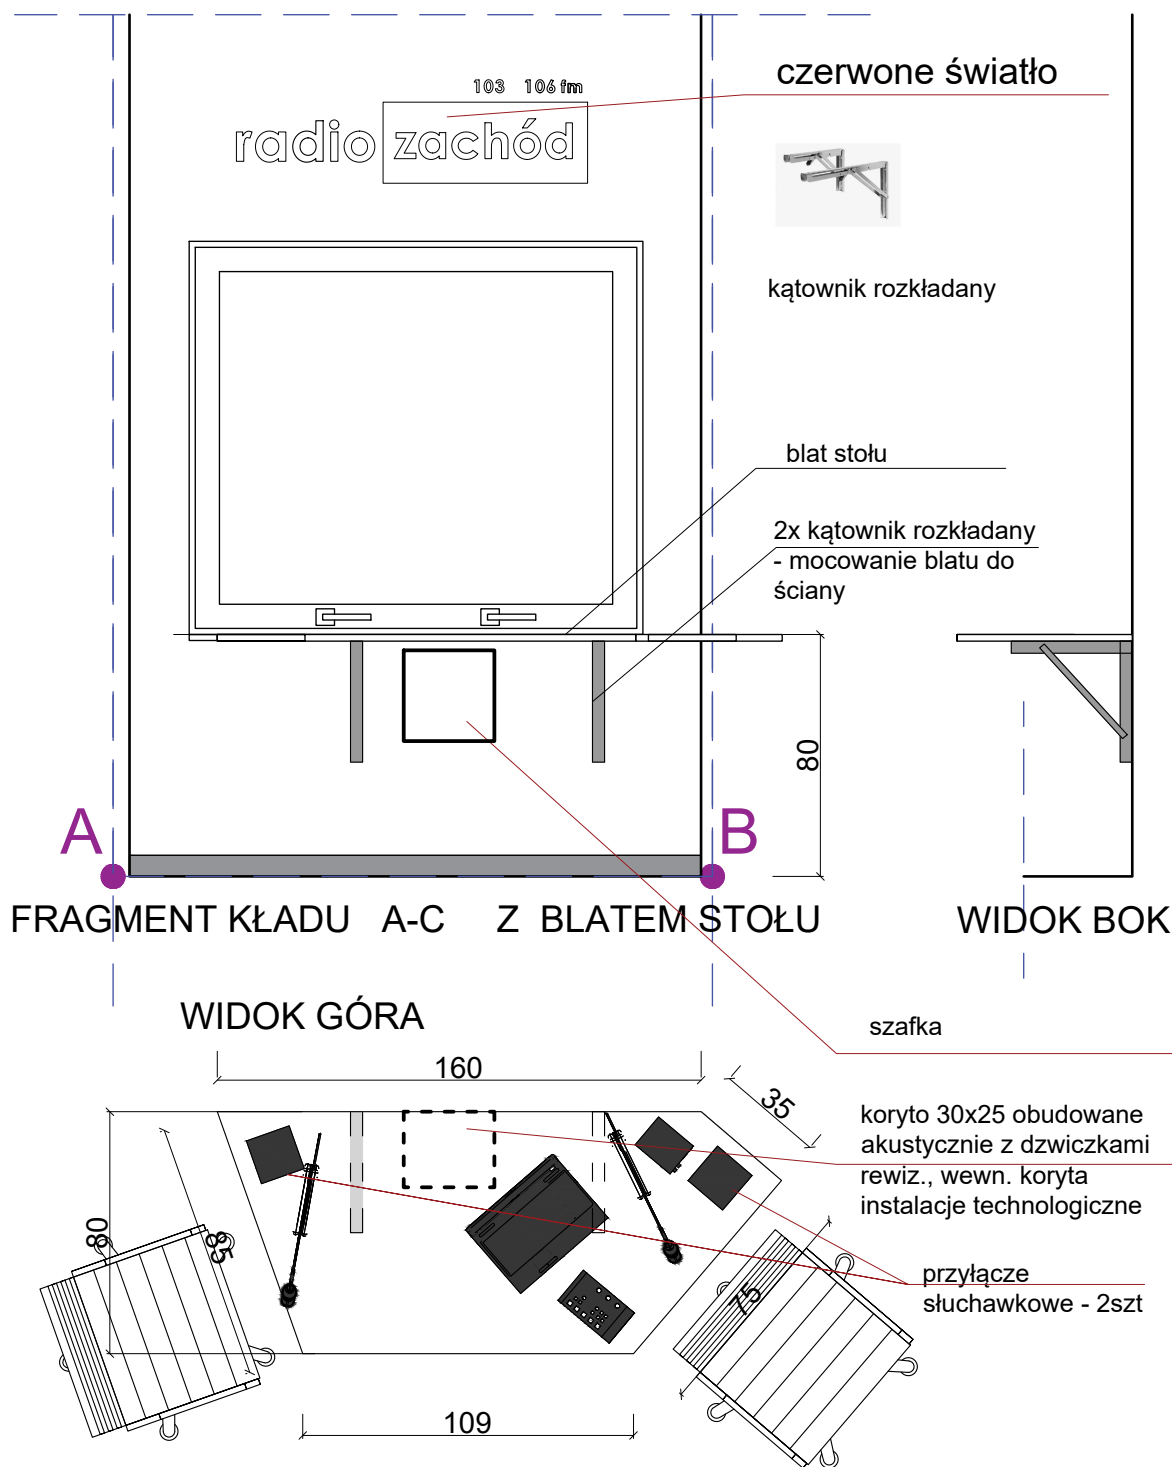 czerwone światło
103 106 fm
radio zachód
kątownik rozkładany
blat stołu
2x kątownik rozkładany
- mocowanie blatu do
ściany
80
A
B
FRAGMENT KŁADU A-C Z BLATEM STOŁU
WIDOK BOK
WIDOK GÓRA
szafka
160
35
koryto 30x25 obudowane
akustycznie z dzwiczkami
rewiz., wewn. koryta
instalacje technologiczne
80
85
75
przyłącze
słuchawkowe - 2szt
109